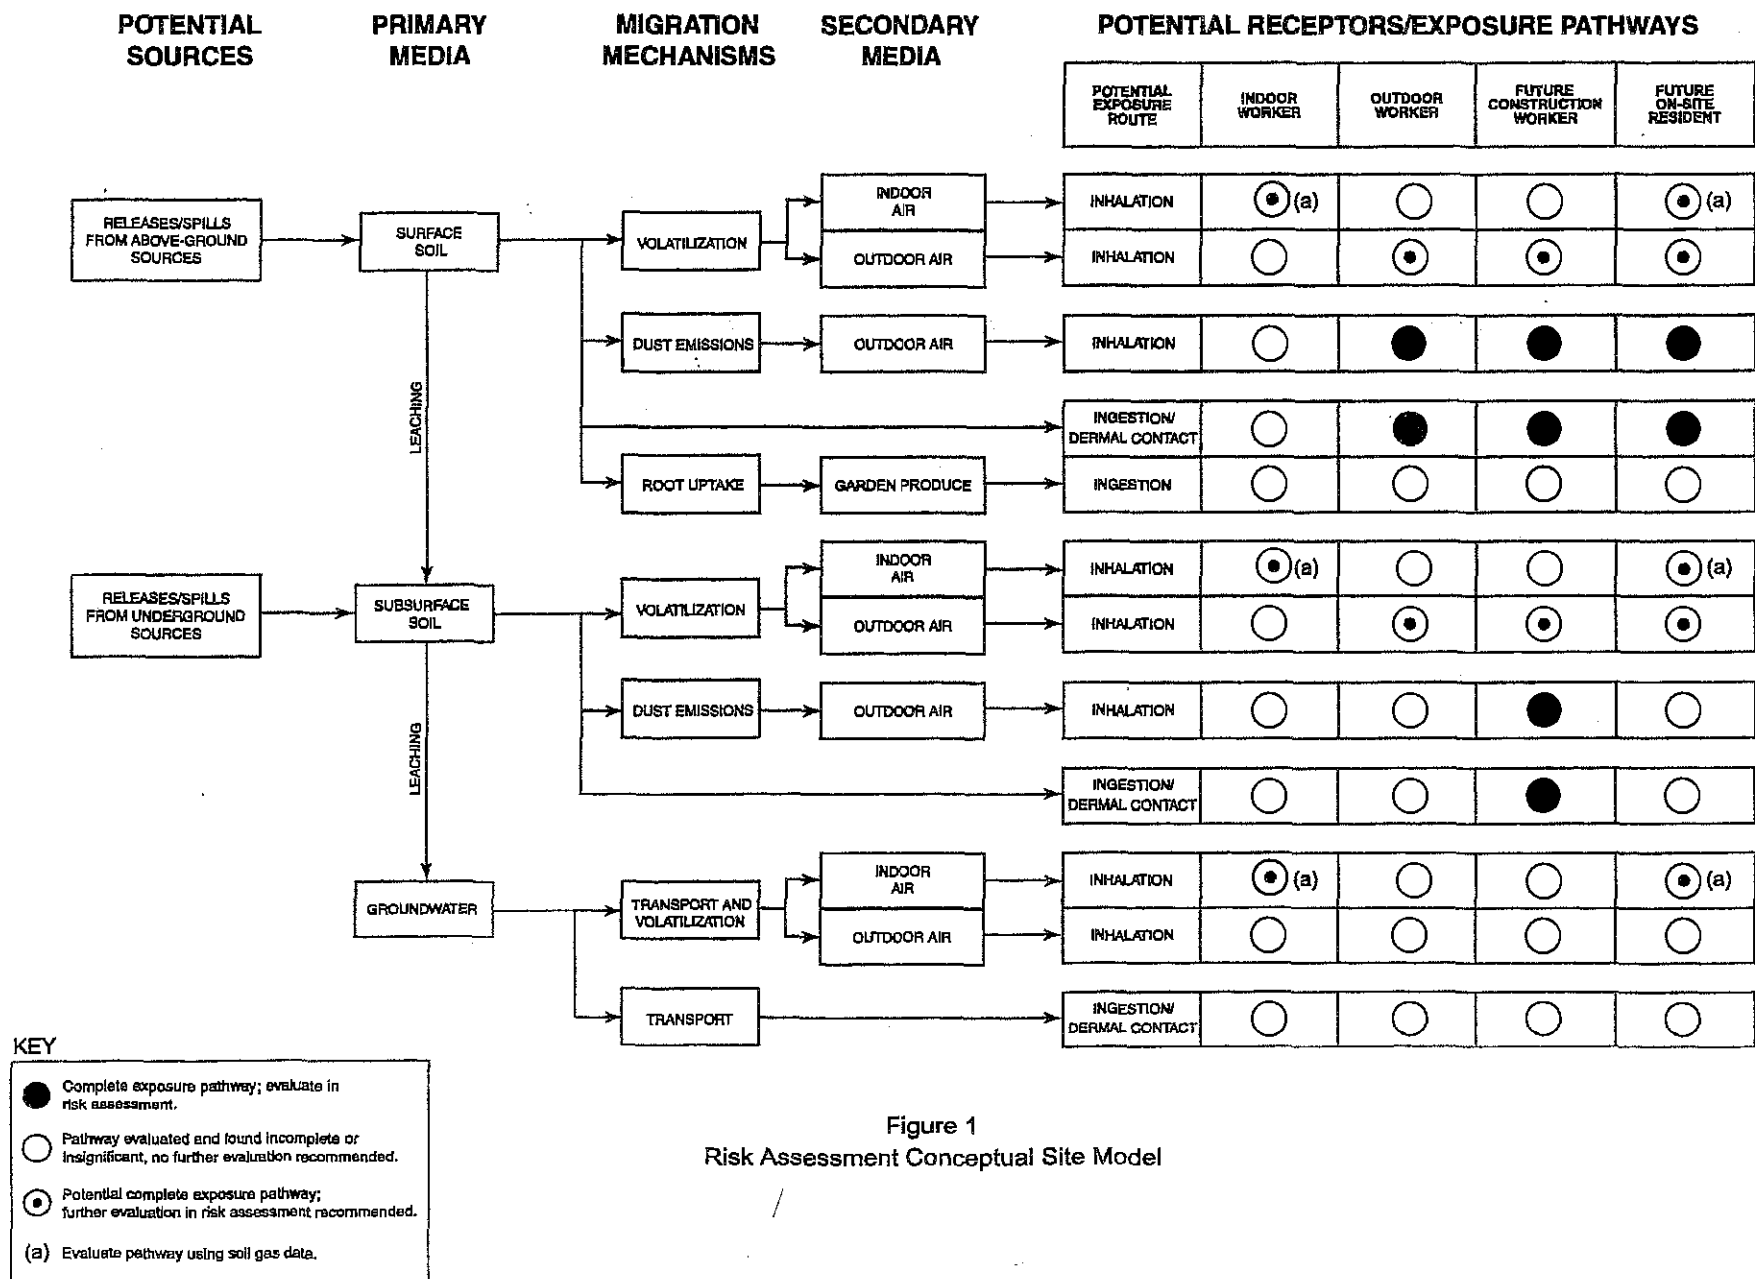 POTENTIAL
SOURCES
PRIMARY
MEDIA
MIGRATION
MECHANISMS
SECONDARY
MEDIA
POTENTIAL RECEPTORS/EXPOSURE PATHWAYS
POTENTIAL
EXPOSURE
ROUTE
INDOOR
WORKER
OUTDOOR
WORKER
FUTURE
CONSTRUCTION
WORKER
FUTURE
ON-SITE
RESIDENT
RELEASES/SPILLS
FROM ABOVE-GROUND
SOURCES
SURFACE
SOIL
VOLATILIZATION
INDOOR
AIR
INHALATION
(a)
(a)
OUTDOOR AIR
INHALATION
DUST EMISSIONS
OUTDOOR AIR
INHALATION
LEACHING
INGESTION/
DERMAL CONTACT
ROOT UPTAKE
GARDEN PRODUCE
INGESTION
RELEASES/SPILLS
FROM UNDERGROUND
SOURCES
SUBSURFACE
SOIL
VOLATILIZATION
INDOOR
AIR
INHALATION
(a)
(a)
OUTDOOR AIR
INHALATION
DUST EMISSIONS
OUTDOOR AIR
INHALATION
LEACHING
INGESTION/
DERMAL CONTACT
GROUNDWATER
TRANSPORT AND
VOLATILIZATION
INDOOR
AIR
INHALATION
(a)
(a)
OUTDOOR AIR
INHALATION
TRANSPORT
INGESTION/
DERMAL CONTACT
KEY
Complete exposure pathway; evaluate in
risk assessment.
Pathway evaluated and found incomplete or
insignificant, no further evaluation recommended.
Potential complete exposure pathway;
further evaluation in risk assessment recommended.
(a) Evaluate pathway using soil gas data.
Figure 1
Risk Assessment Conceptual Site Model